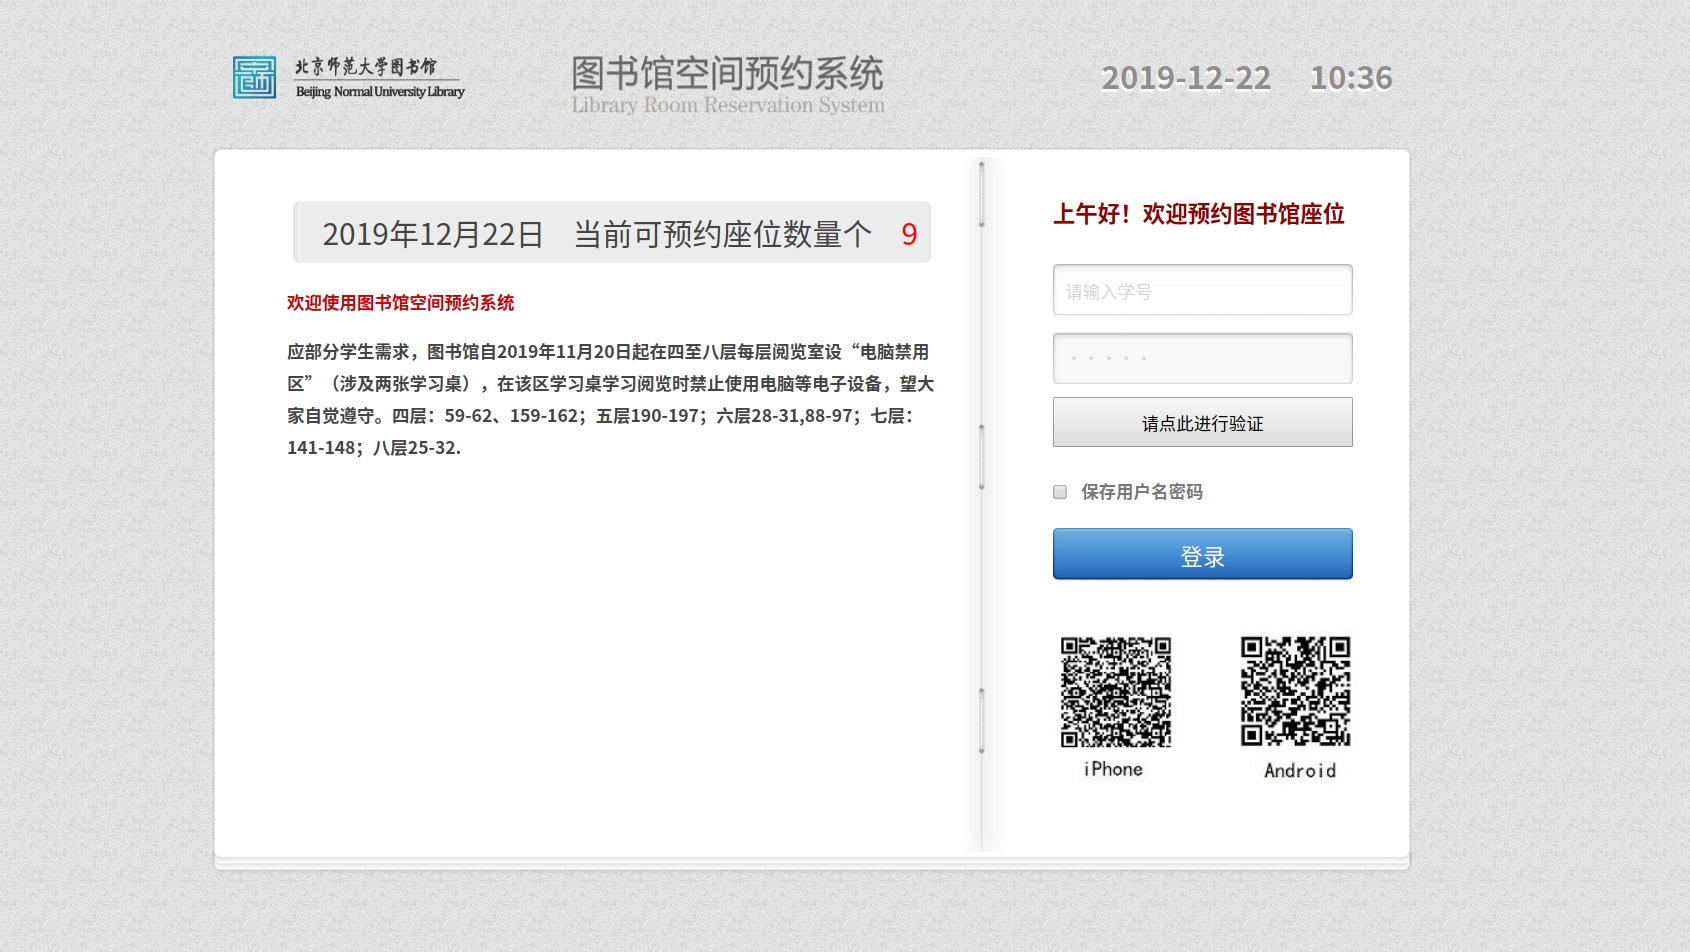 北京师范大学图书馆
Beijing Normal University Library
图书馆空间预约系统
Library Room Reservation System
2019-12-22 10:36
2019年12月22日 当前可预约座位数量个 9
欢迎使用图书馆空间预约系统
应部分学生需求，图书馆自2019年11月20日起在四至八层每层阅览室设“电脑禁用
区”（涉及两张学习桌），在该区学习桌学习阅览时禁止使用电脑等电子设备，望大
家自觉遵守。四层：59-62、159-162；五层190-197；六层28-31,88-97；七层：
141-148；八层25-32.
上午好！欢迎预约图书馆座位
请输入学号
请点此进行验证
保存用户名密码
登录
iPhone
Android